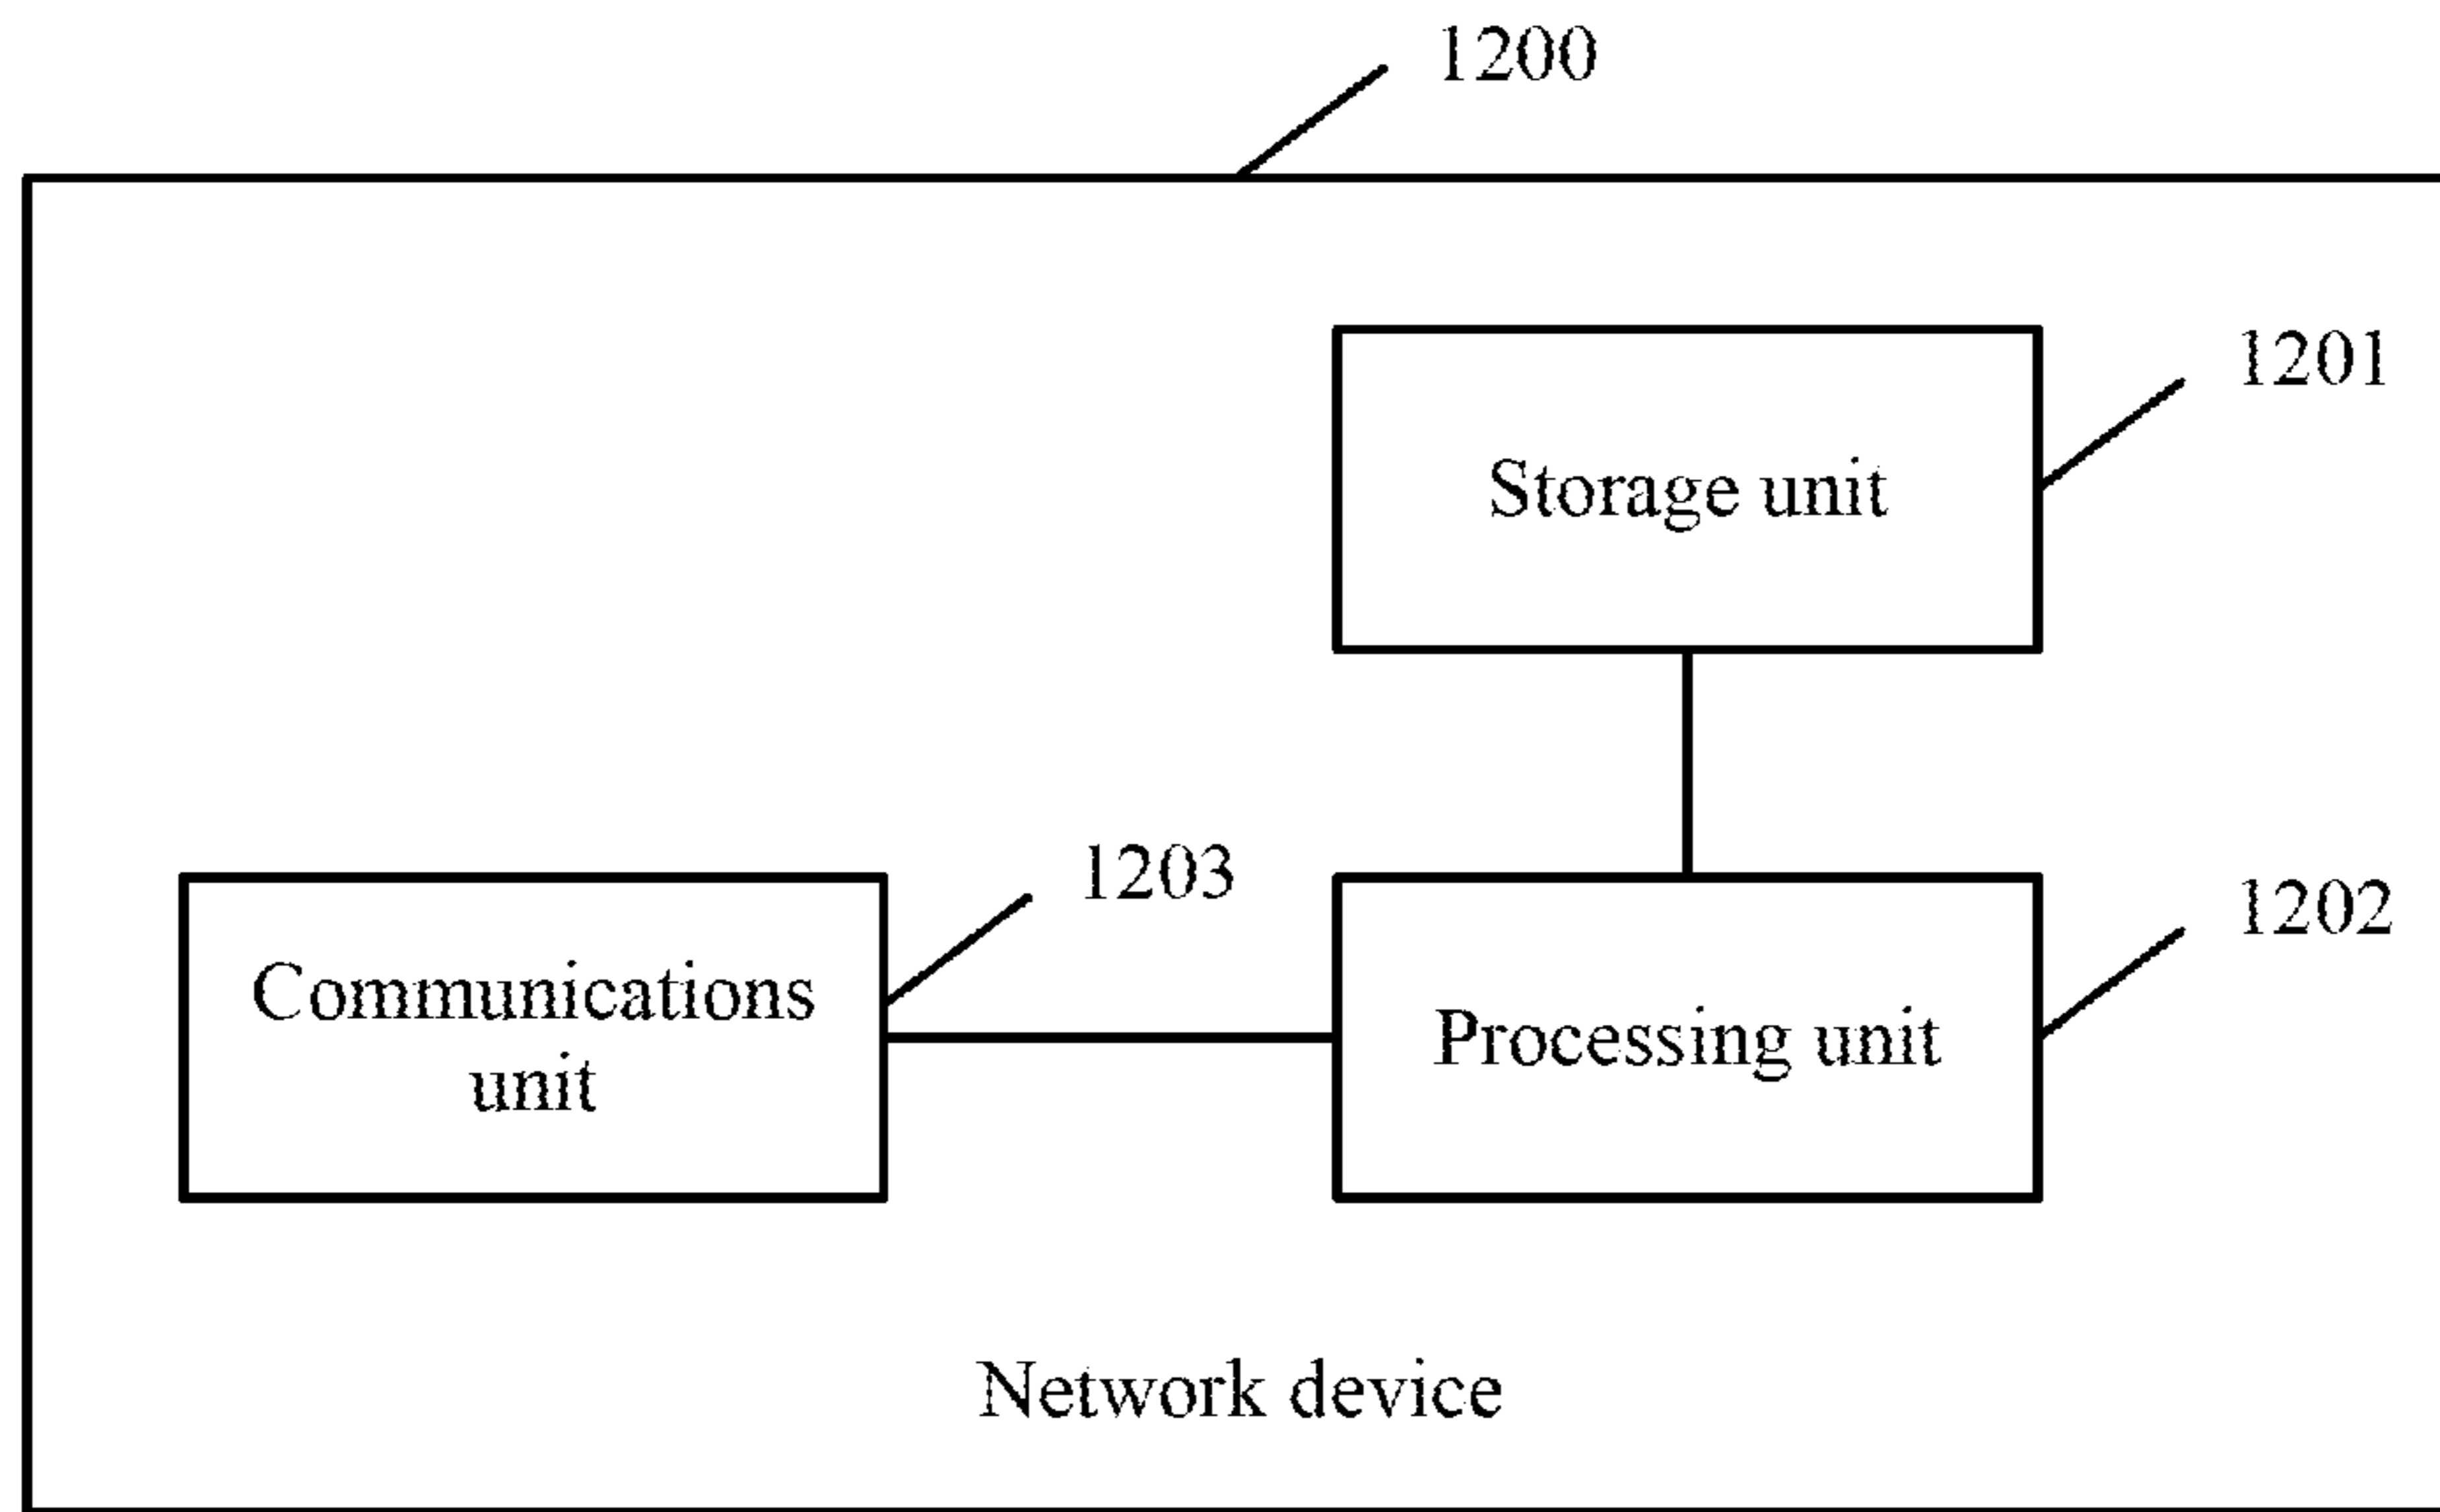 1200
1201
Storage unit
1203
1202
Communications
unit
Processing unit
Network device